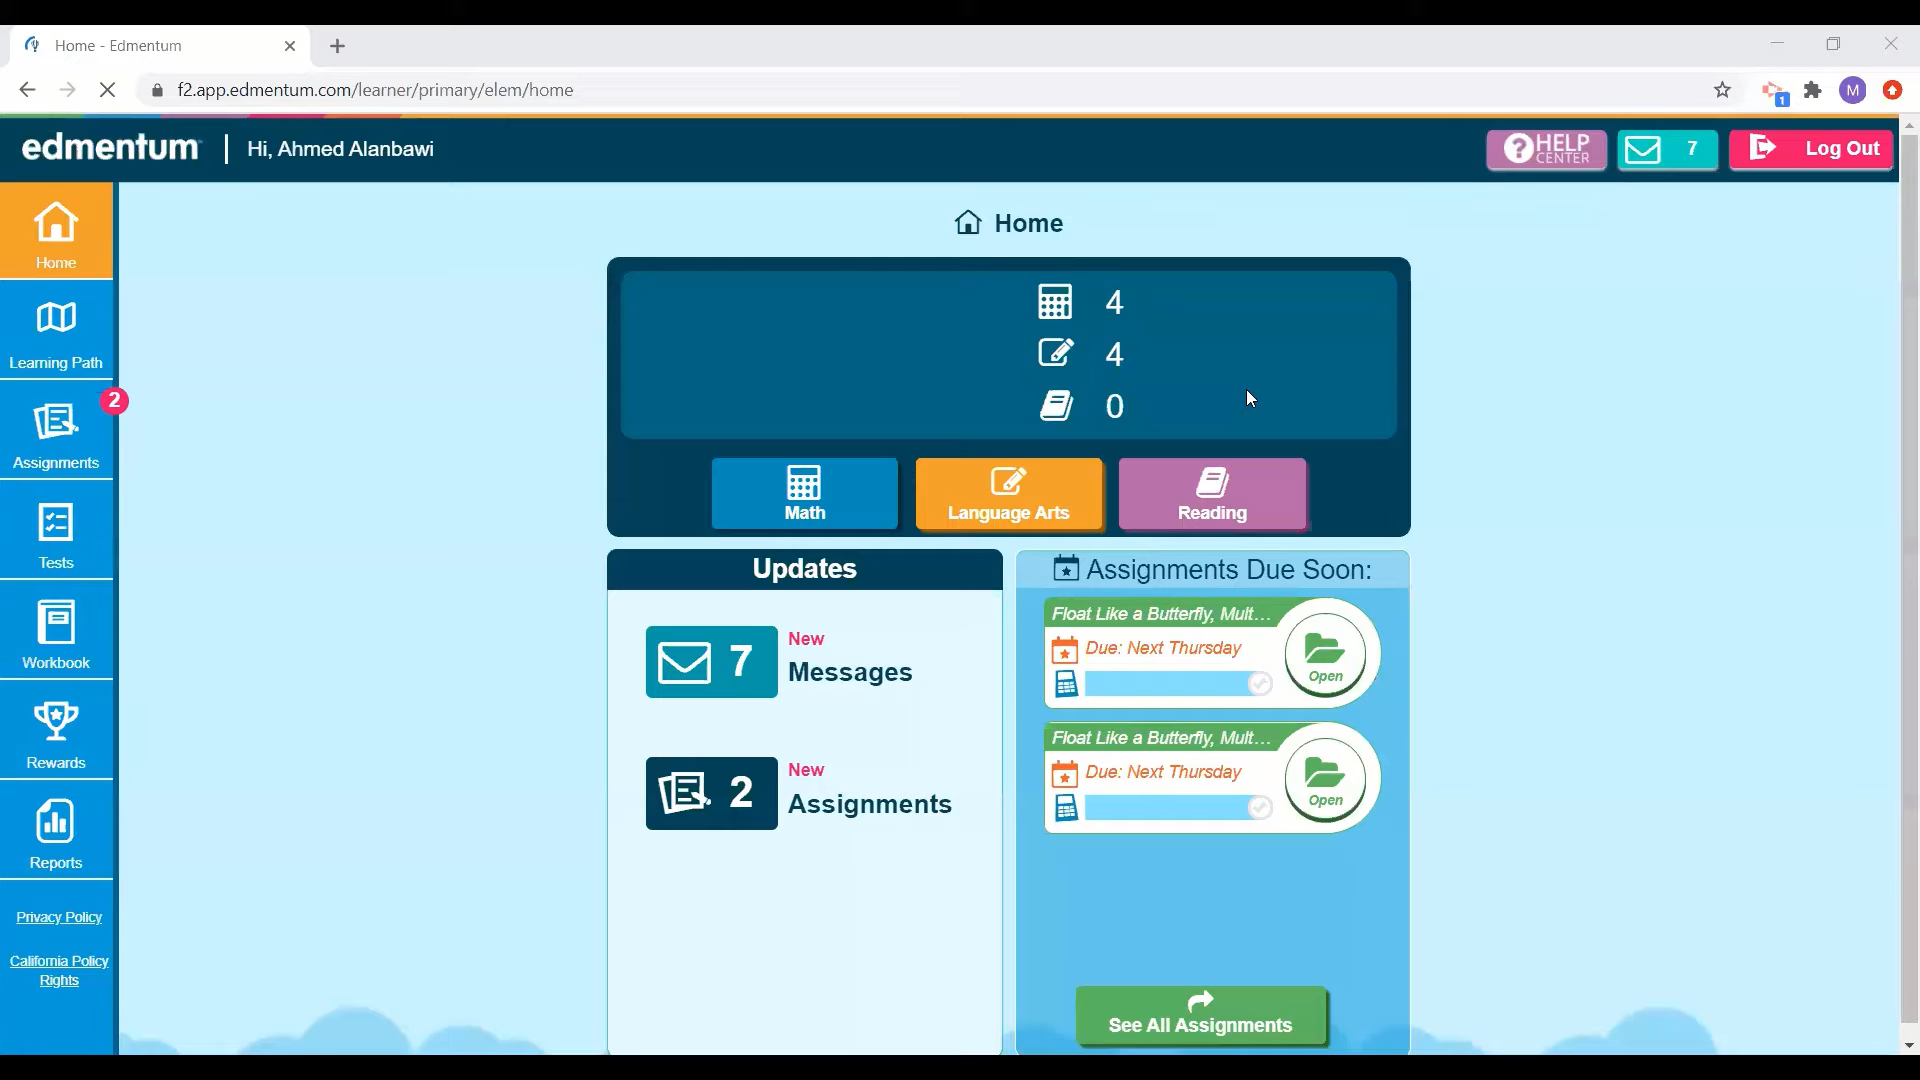 Home - Edmentum
f2.app.edmentum.com/learner/primary/elem/home
1
M
edmentum
Hi, Ahmed Alanbawi
? HELP
CENTER
7
Log Out
Home
Home
4
4
0
Learning Path
2
Assignments
Math
Language Arts
Reading
Tests
Updates
Assignments Due Soon:
Float Like a Butterfly, Mult...
Due: Next Thursday
Open
7
New
Messages
Workbook
Float Like a Butterfly, Mult...
Due: Next Thursday
Open
2
New
Assignments
Rewards
Reports
Privacy Policy
California Policy
Rights
See All Assignments